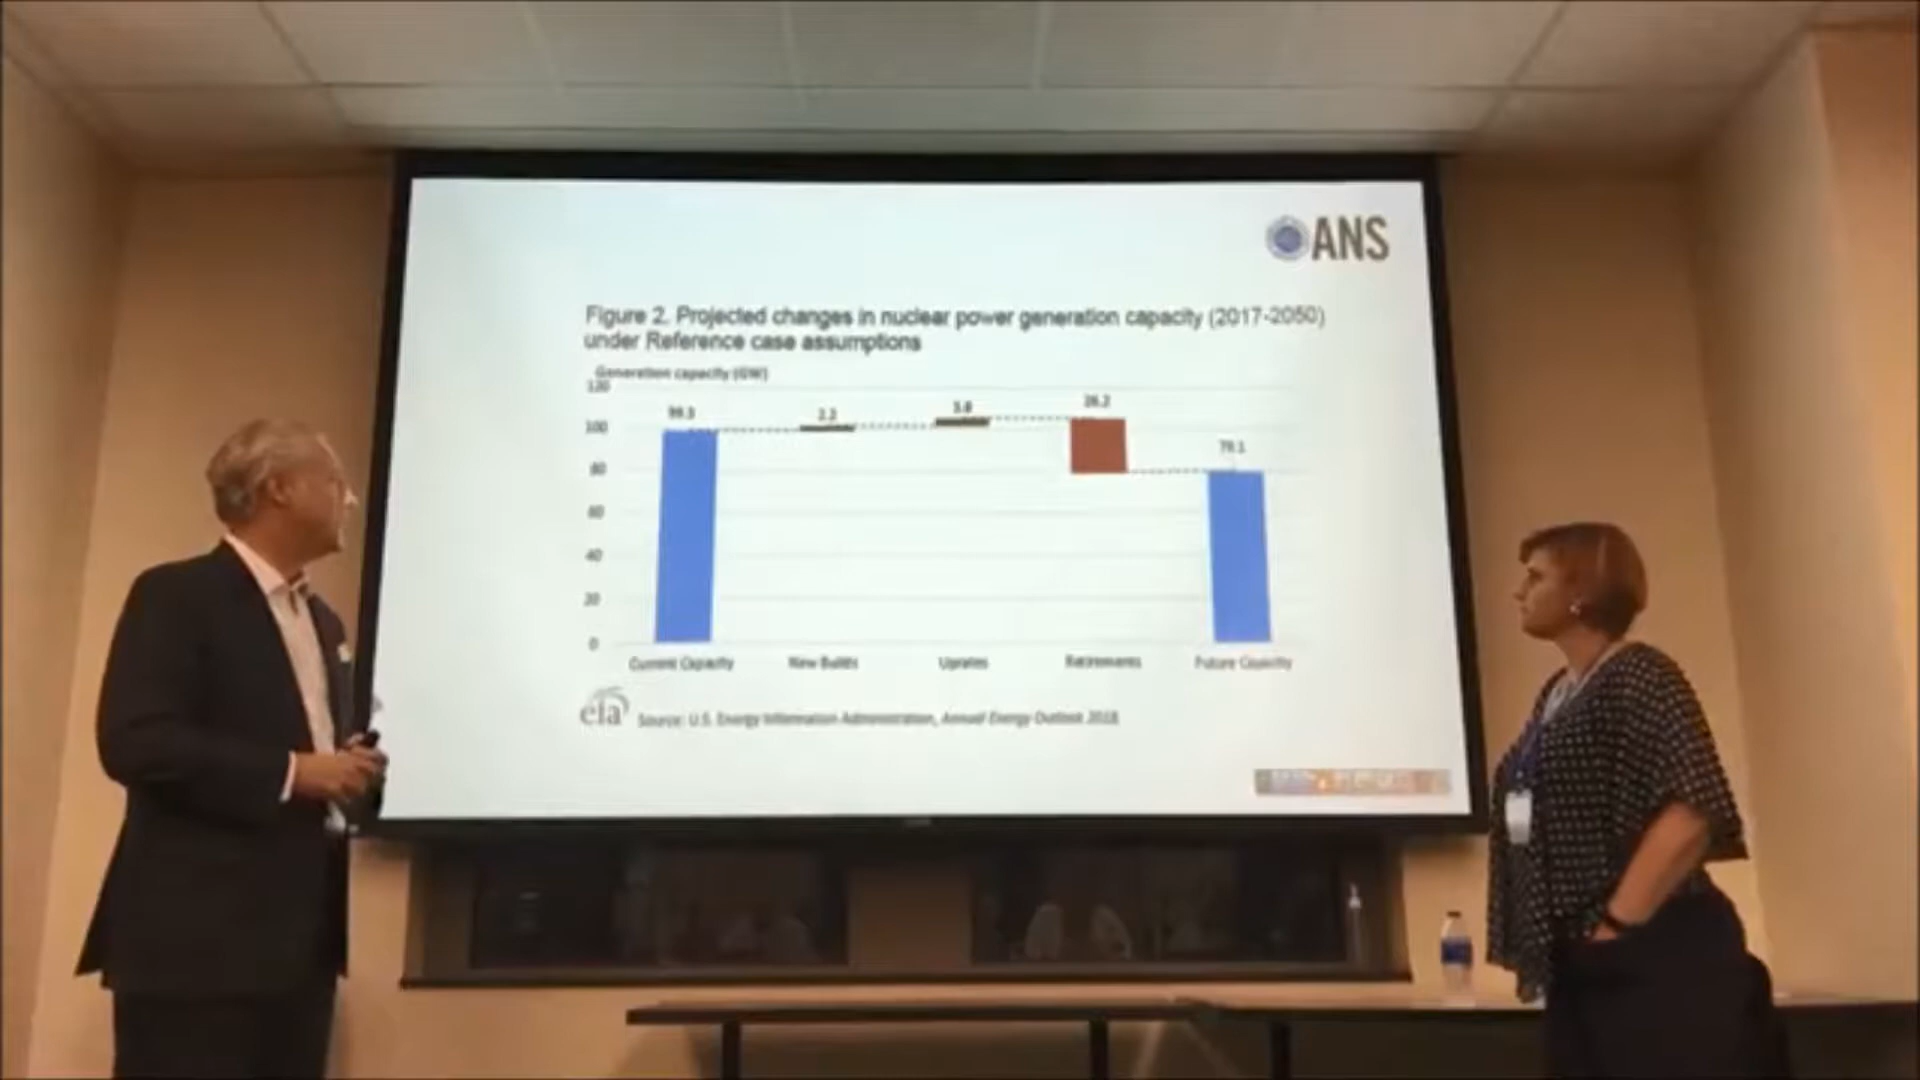 ANS
Figure 2. Projected changes in nuclear power generation capacity (2017-2050)
under Reference case assumptions
Generation capacity (GW)
120
99.3
2.2
3.8
26.2
100
79.1
80
60
40
20
0
Current Capacity
New Builds
Uprates
Retirements
Future Capacity
eia
Source: U.S. Energy Information Administration, Annual Energy Outlook 2018